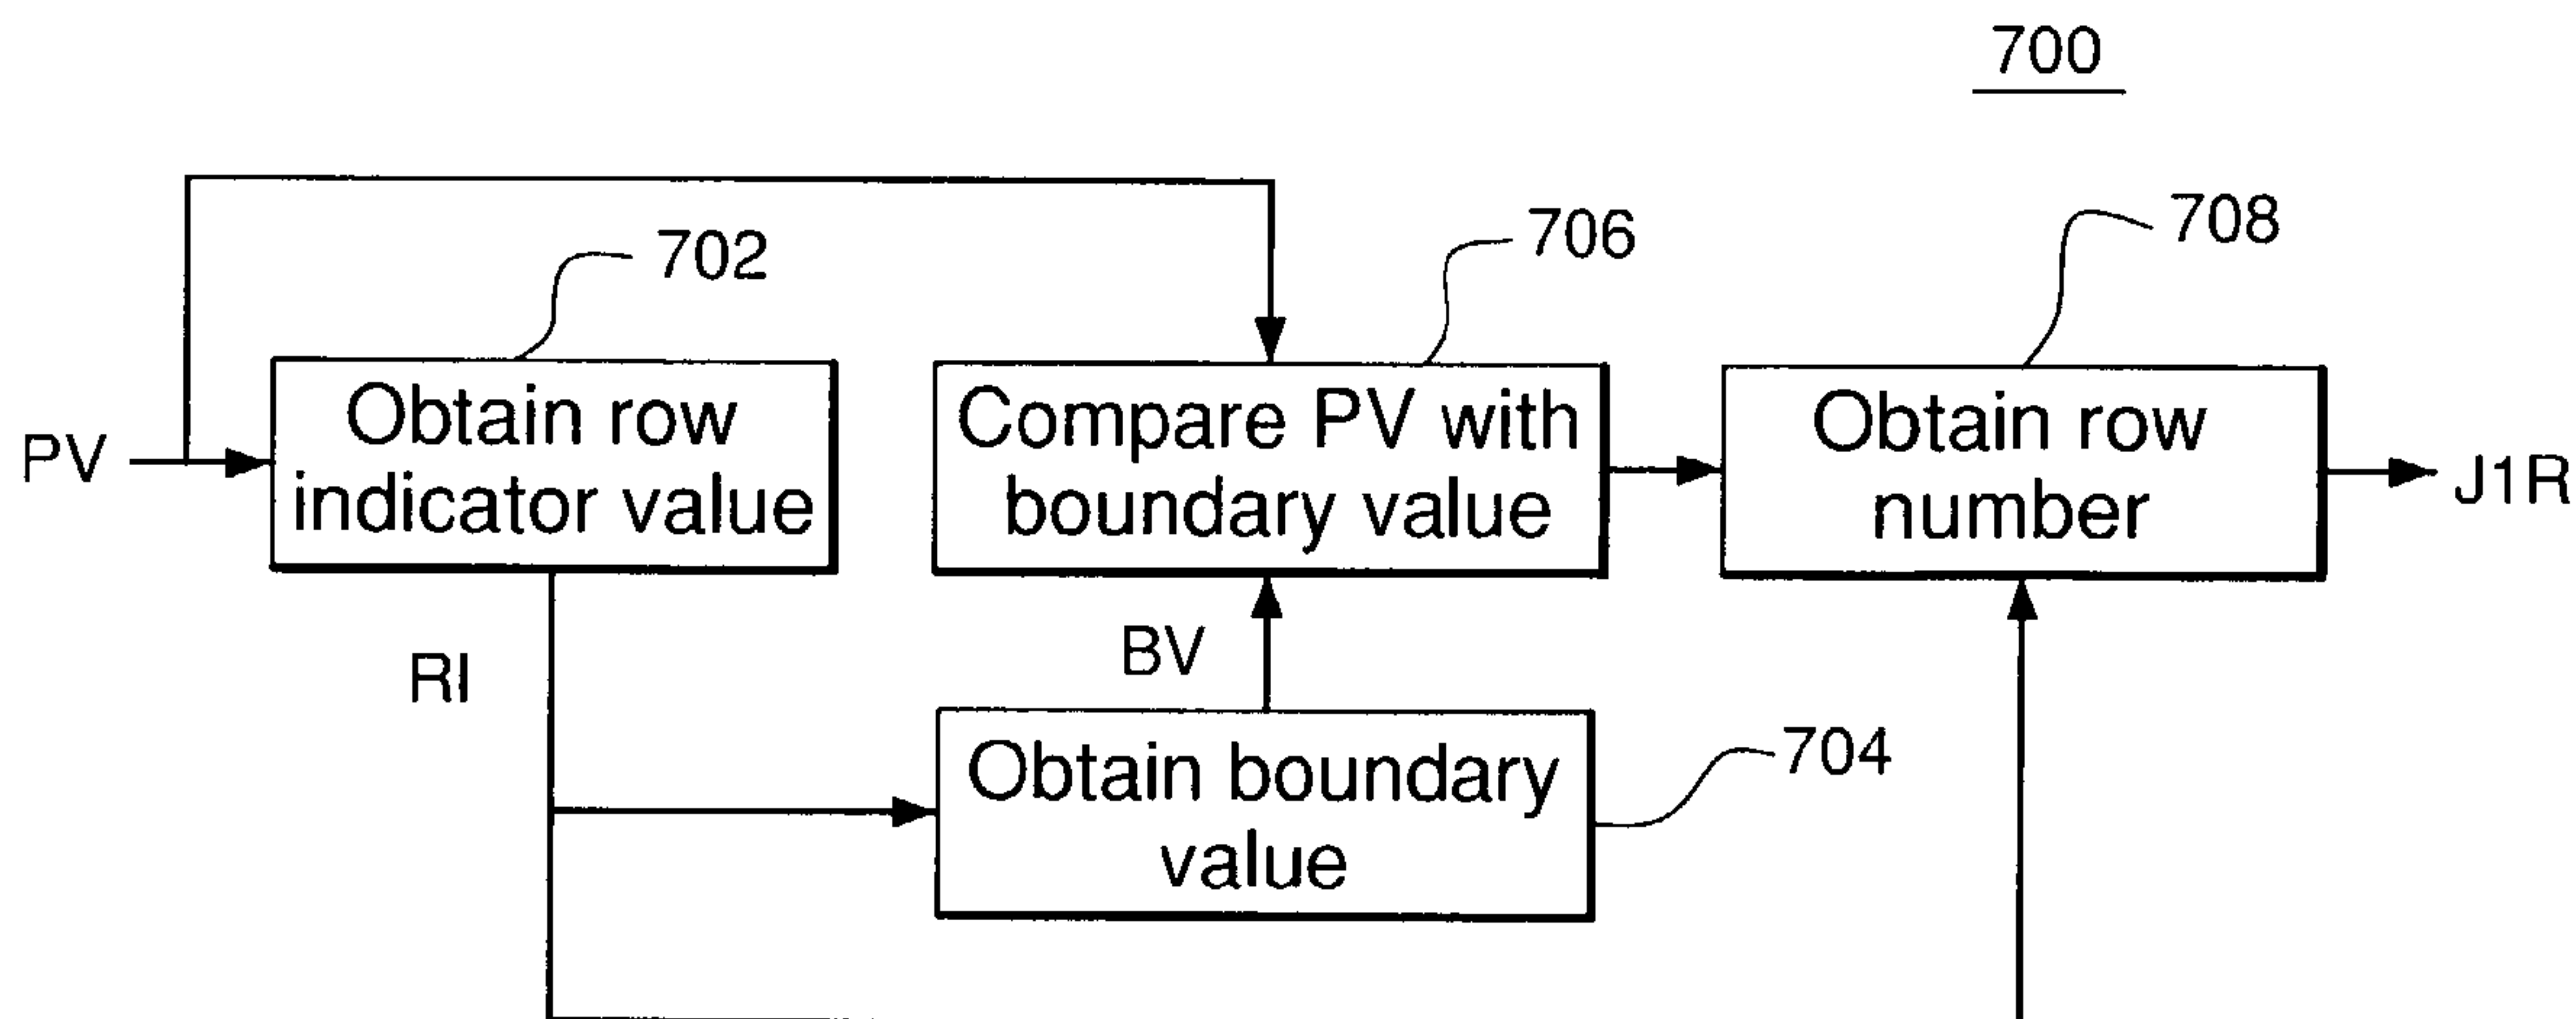 700
702
706
708
PV
Obtain row
indicator value
Compare PV with
boundary value
Obtain row
number
J1R
RI
BV
704
Obtain boundary
value